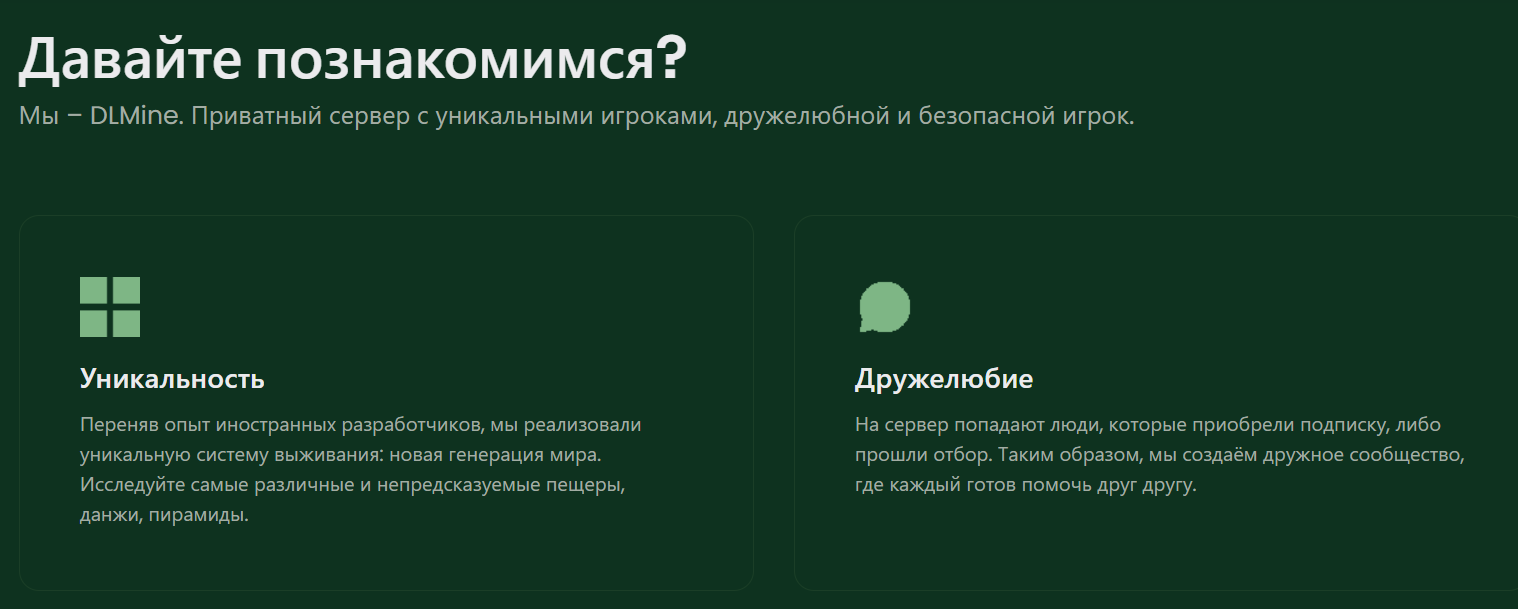 Давайте познакомимся?
Мы – DLMine. Приватный сервер с уникальными игроками, дружелюбной и безопасной игрок.
Уникальность
Переняв опыт иностранных разработчиков, мы реализовали
уникальную систему выживания: новая генерация мира.
Исследуйте самые различные и непредсказуемые пещеры,
данжи, пирамиды.
Дружелюбие
На сервер попадают люди, которые приобрели подписку, либо
прошли отбор. Таким образом, мы создаём дружное сообщество,
где каждый готов помочь друг другу.